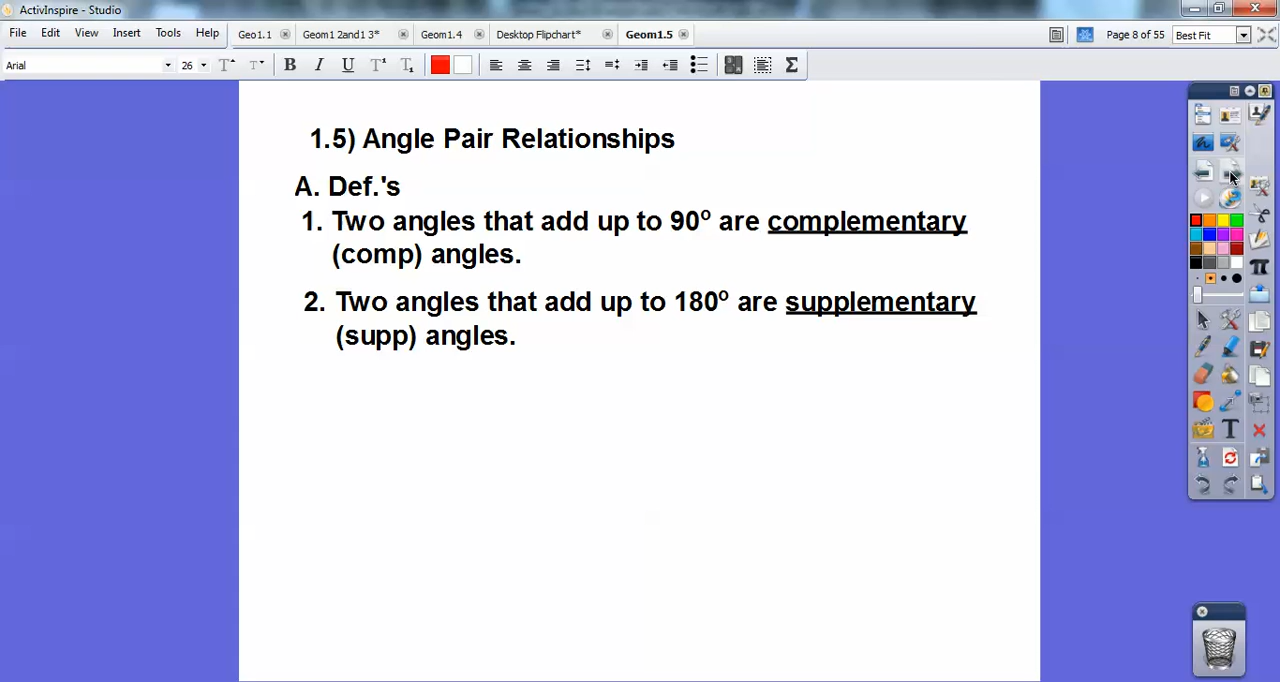 ActivInspire - Studio
File Edit View Insert Tools Help
Geo1.1 Geom1 2and1 3* Geom1.4 Desktop Flipchart* Geom1.5
Page 8 of 55 Best Fit
Arial 26
1.5) Angle Pair Relationships
A. Def.'s
1. Two angles that add up to 90º are complementary
(comp) angles.
2. Two angles that add up to 180º are supplementary
(supp) angles.